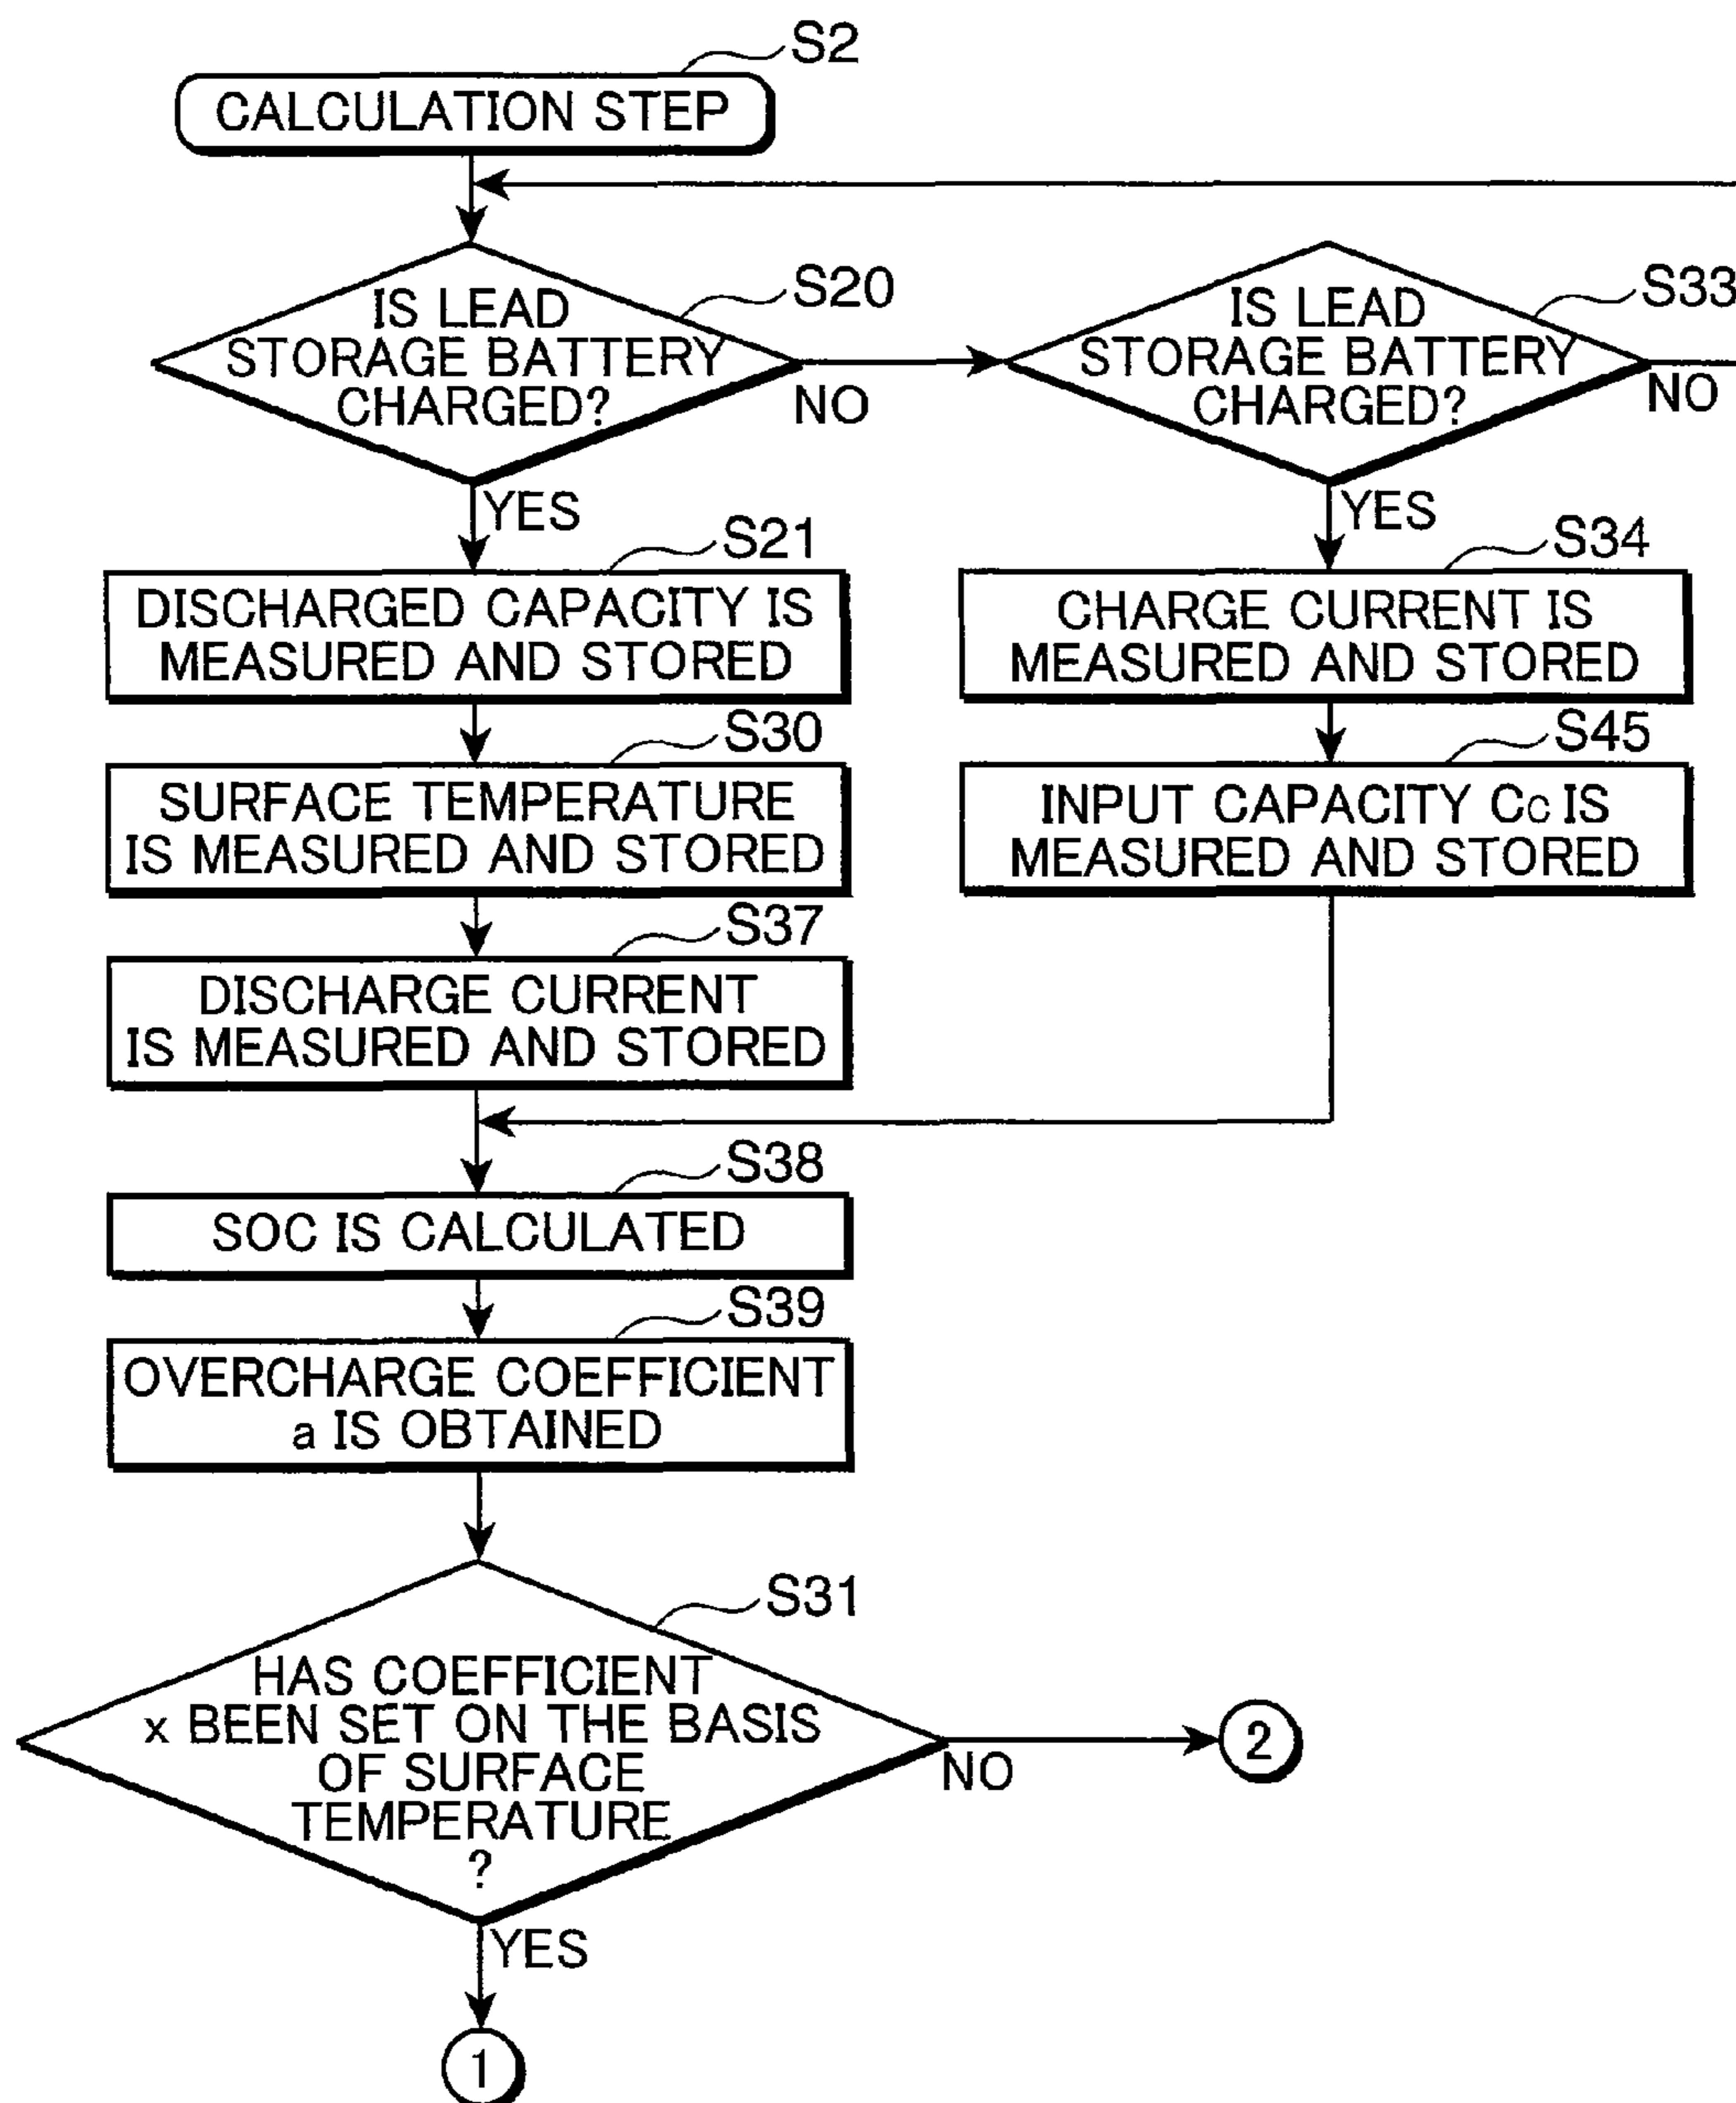 S2
CALCULATION STEP
S20
IS LEAD
STORAGE BATTERY
CHARGED?
NO
YES
S33
IS LEAD
STORAGE BATTERY
CHARGED?
NO
YES
S21
DISCHARGED CAPACITY IS
MEASURED AND STORED
S34
CHARGE CURRENT IS
MEASURED AND STORED
S30
SURFACE TEMPERATURE
IS MEASURED AND STORED
S45
INPUT CAPACITY Cc IS
MEASURED AND STORED
S37
DISCHARGE CURRENT
IS MEASURED AND STORED
S38
SOC IS CALCULATED
S39
OVERCHARGE COEFFICIENT
a IS OBTAINED
S31
HAS COEFFICIENT
x BEEN SET ON THE BASIS
OF SURFACE
TEMPERATURE
?
NO
2
YES
1